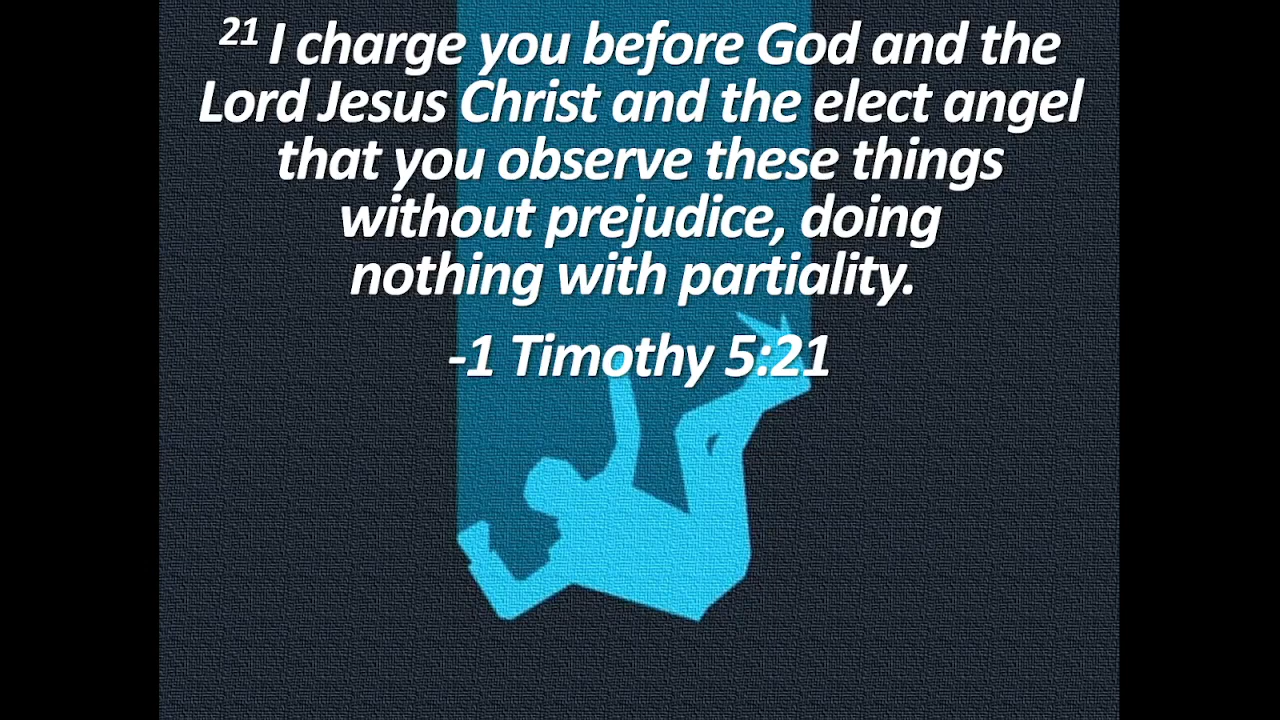 21 I charge you before God and the
Lord Jesus Christ and the elect angel
that you observe these things
without prejudice, doing
nothing with partiality.
-1 Timothy 5:21